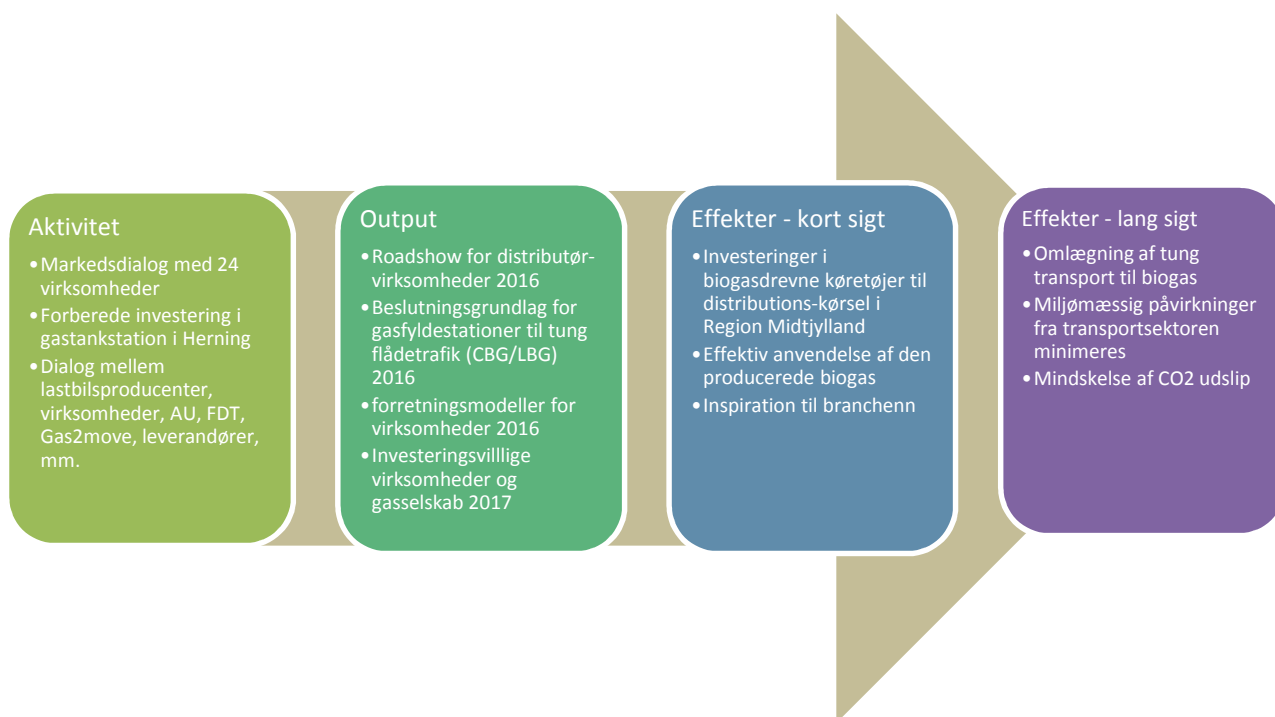 Aktivitet
•Markedsdialog med 24
virksomheder
•Forberede investering i
gastankstation i Herning
•Dialog mellem
lastbilsproducenter,
virksomheder, AU, FDT,
Gas2move, leverandører,
mm.
Output
•Roadshow for distributør-
virksomheder 2016
•Beslutningsgrundlag for
gasfyldestationer til tung
flådetrafik (CBG/LBG)
2016
•forretningsmodeller for
virksomheder 2016
•Investeringsvilllige
virksomheder og
gasselskab 2017
Effekter - kort sigt
•Investeringer i
biogasdrevne køretøjer til
distributions-kørsel i
Region Midtjylland
•Effektiv anvendelse af den
producerede biogas
•Inspiration til branchenn
Effekter - lang sigt
•Omlægning af tung
transport til biogas
•Miljømæssig påvirkninger
fra transportsektoren
minimeres
•Mindskelse af CO2 udslip